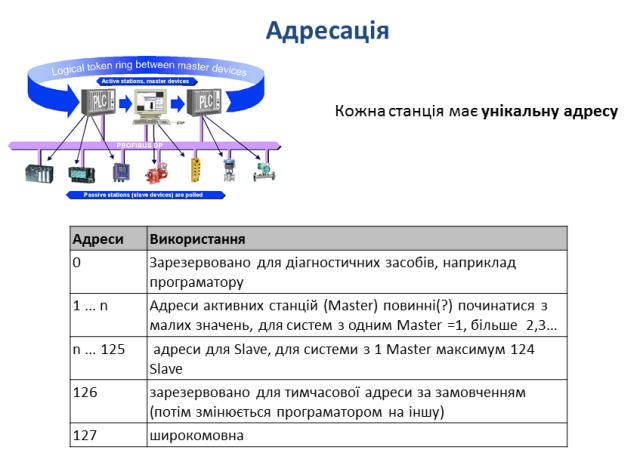 Адресація
Logical token ring between master devices
Active stations, master devices
PLC
PLC
PROFIBUS DP
Passive stations (slave devices) are polled
Кожна станція має унікальну адресу
Адреси Використання
0 Зарезервовано для діагностичних засобів, наприклад
програматору
1 ... n Адреси активних станцій (Master) повинні(?) починатися з
малих значень, для систем з одним Master =1, більше 2,3...
n ... 125 адреси для Slave, для системи з 1 Master максимум 124
Slave
126 зарезервовано для тимчасової адреси за замовченням
(потім змінюється програматором на іншу)
127 широкомовна